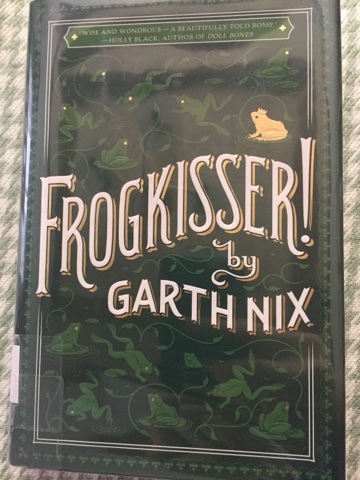 "WISE AND WONDROUS—A BEAUTIFULLY TOLD ROMP."
—HOLLY BLACK, AUTHOR OF DOLL BONES
FROGKISSER!
by
GARTH NIX